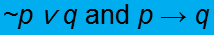 ~p v q and p → q